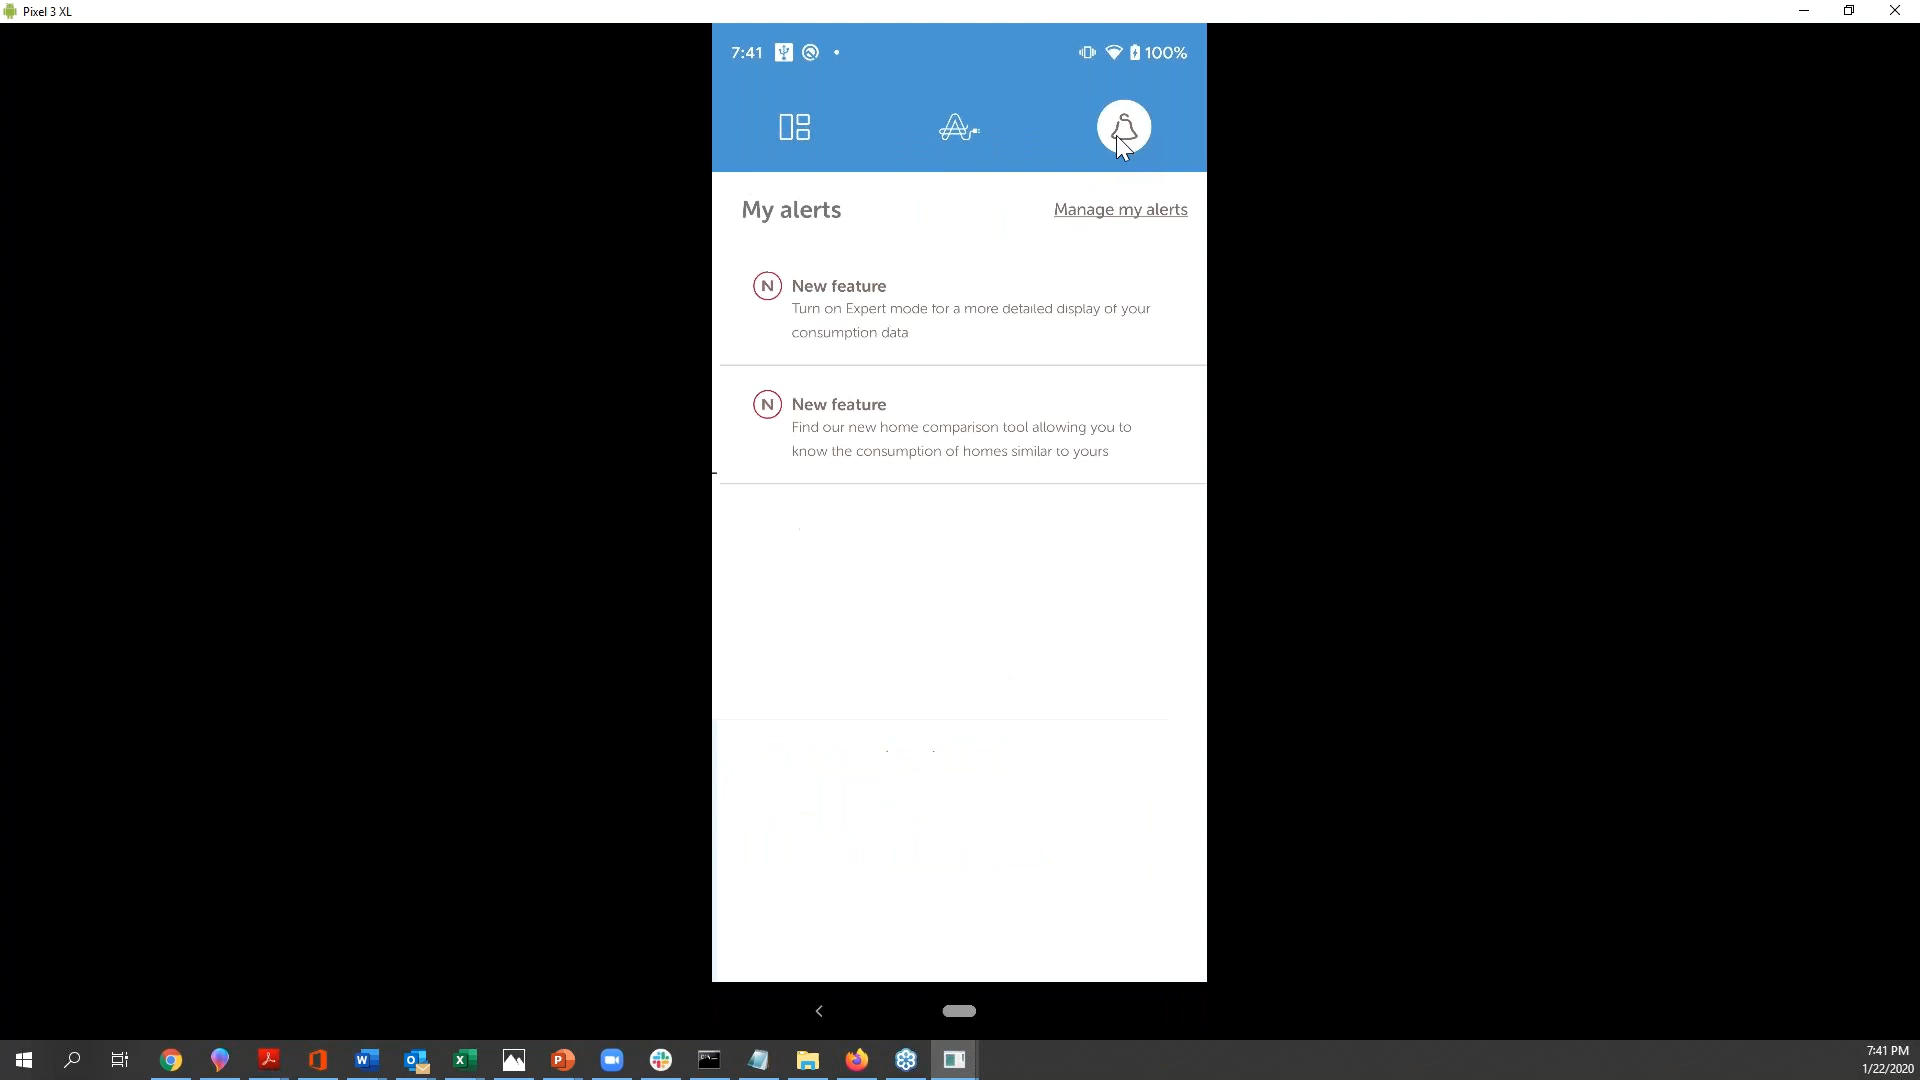 Pixel 3 XL
7:41
100%
My alerts
Manage my alerts
N New feature
Turn on Expert mode for a more detailed display of your
consumption data
N New feature
Find our new home comparison tool allowing you to
know the consumption of homes similar to yours
7:41 PM
1/22/2020